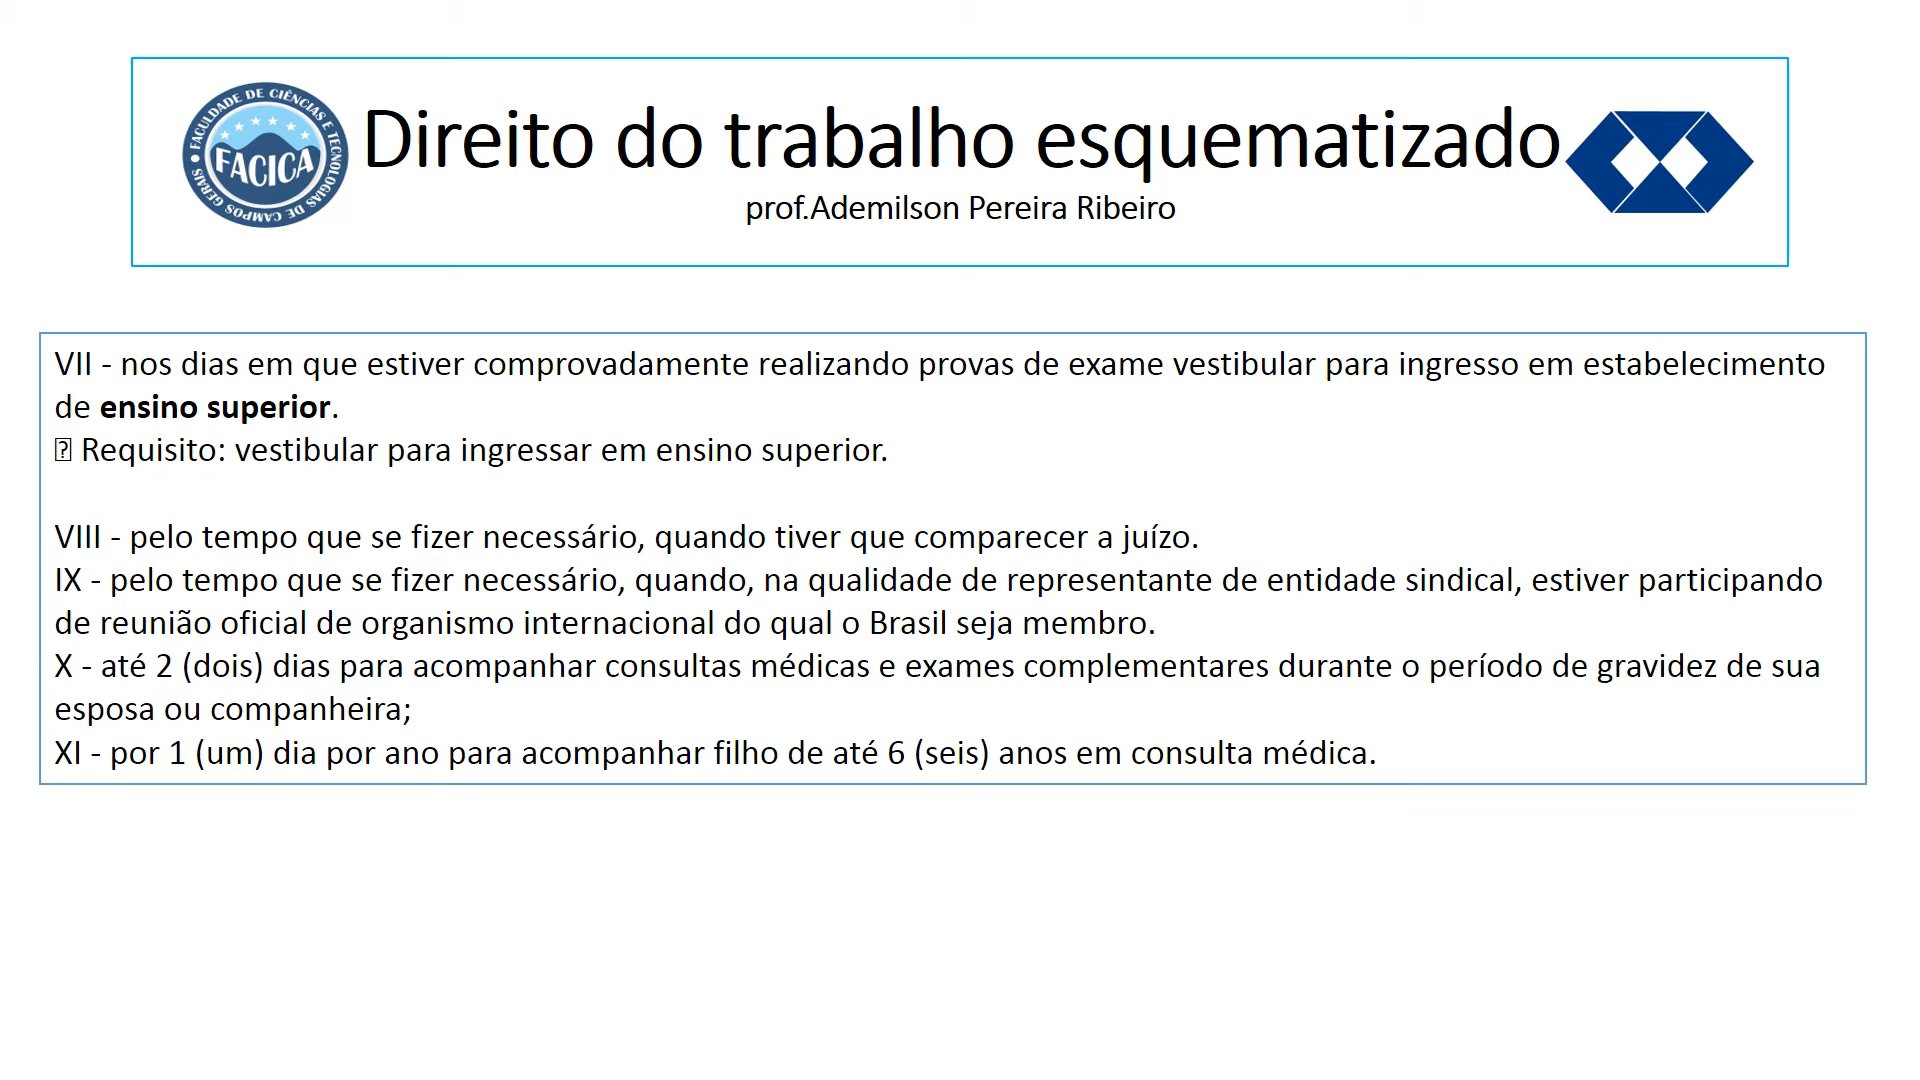 FACULDADE DE CIÊNCIAS E TECNOLOGIAS DE CAMPOS GERAIS
FACICA
Direito do trabalho esquematizado
prof.Ademilson Pereira Ribeiro
VII - nos dias em que estiver comprovadamente realizando provas de exame vestibular para ingresso em estabelecimento
de ensino superior.
Requisito: vestibular para ingressar em ensino superior.
VIII - pelo tempo que se fizer necessário, quando tiver que comparecer a juízo.
IX - pelo tempo que se fizer necessário, quando, na qualidade de representante de entidade sindical, estiver participando
de reunião oficial de organismo internacional do qual o Brasil seja membro.
X - até 2 (dois) dias para acompanhar consultas médicas e exames complementares durante o período de gravidez de sua
esposa ou companheira;
XI - por 1 (um) dia por ano para acompanhar filho de até 6 (seis) anos em consulta médica.